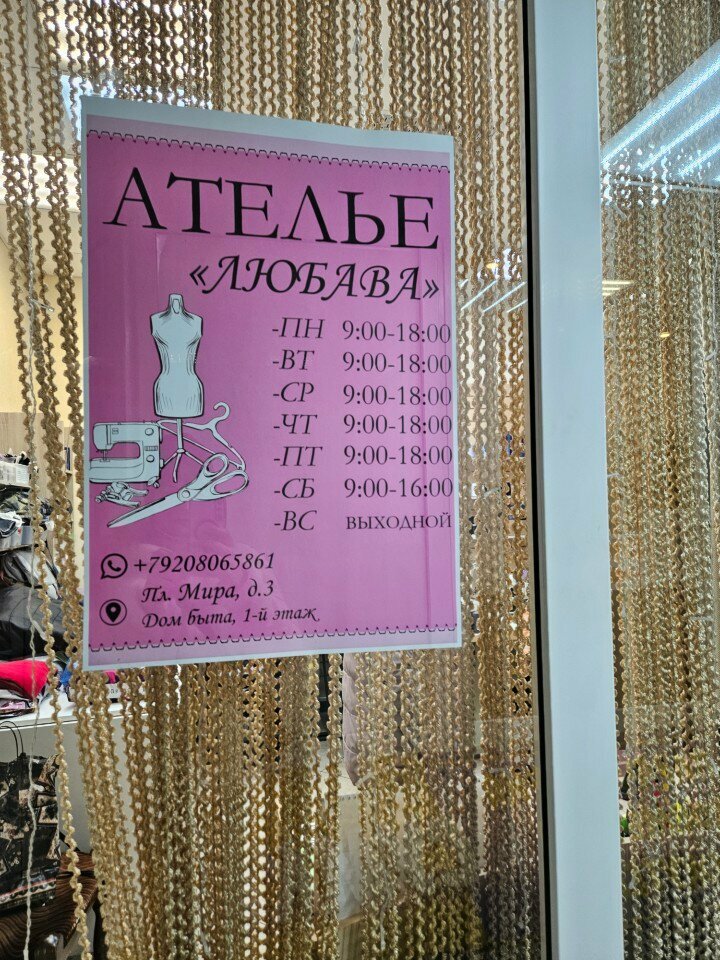 АТЕЛЬЕ
«ЛЮБАВА»
-ПН 9:00-18:00
-ВТ 9:00-18:00
-СР 9:00-18:00
-ЧТ 9:00-18:00
-ПТ 9:00-18:00
-СБ 9:00-16:00
-ВС ВЫХОДНОЙ
+79208065861
Пл. Мира, д.3
Дом быта, 1-й этаж